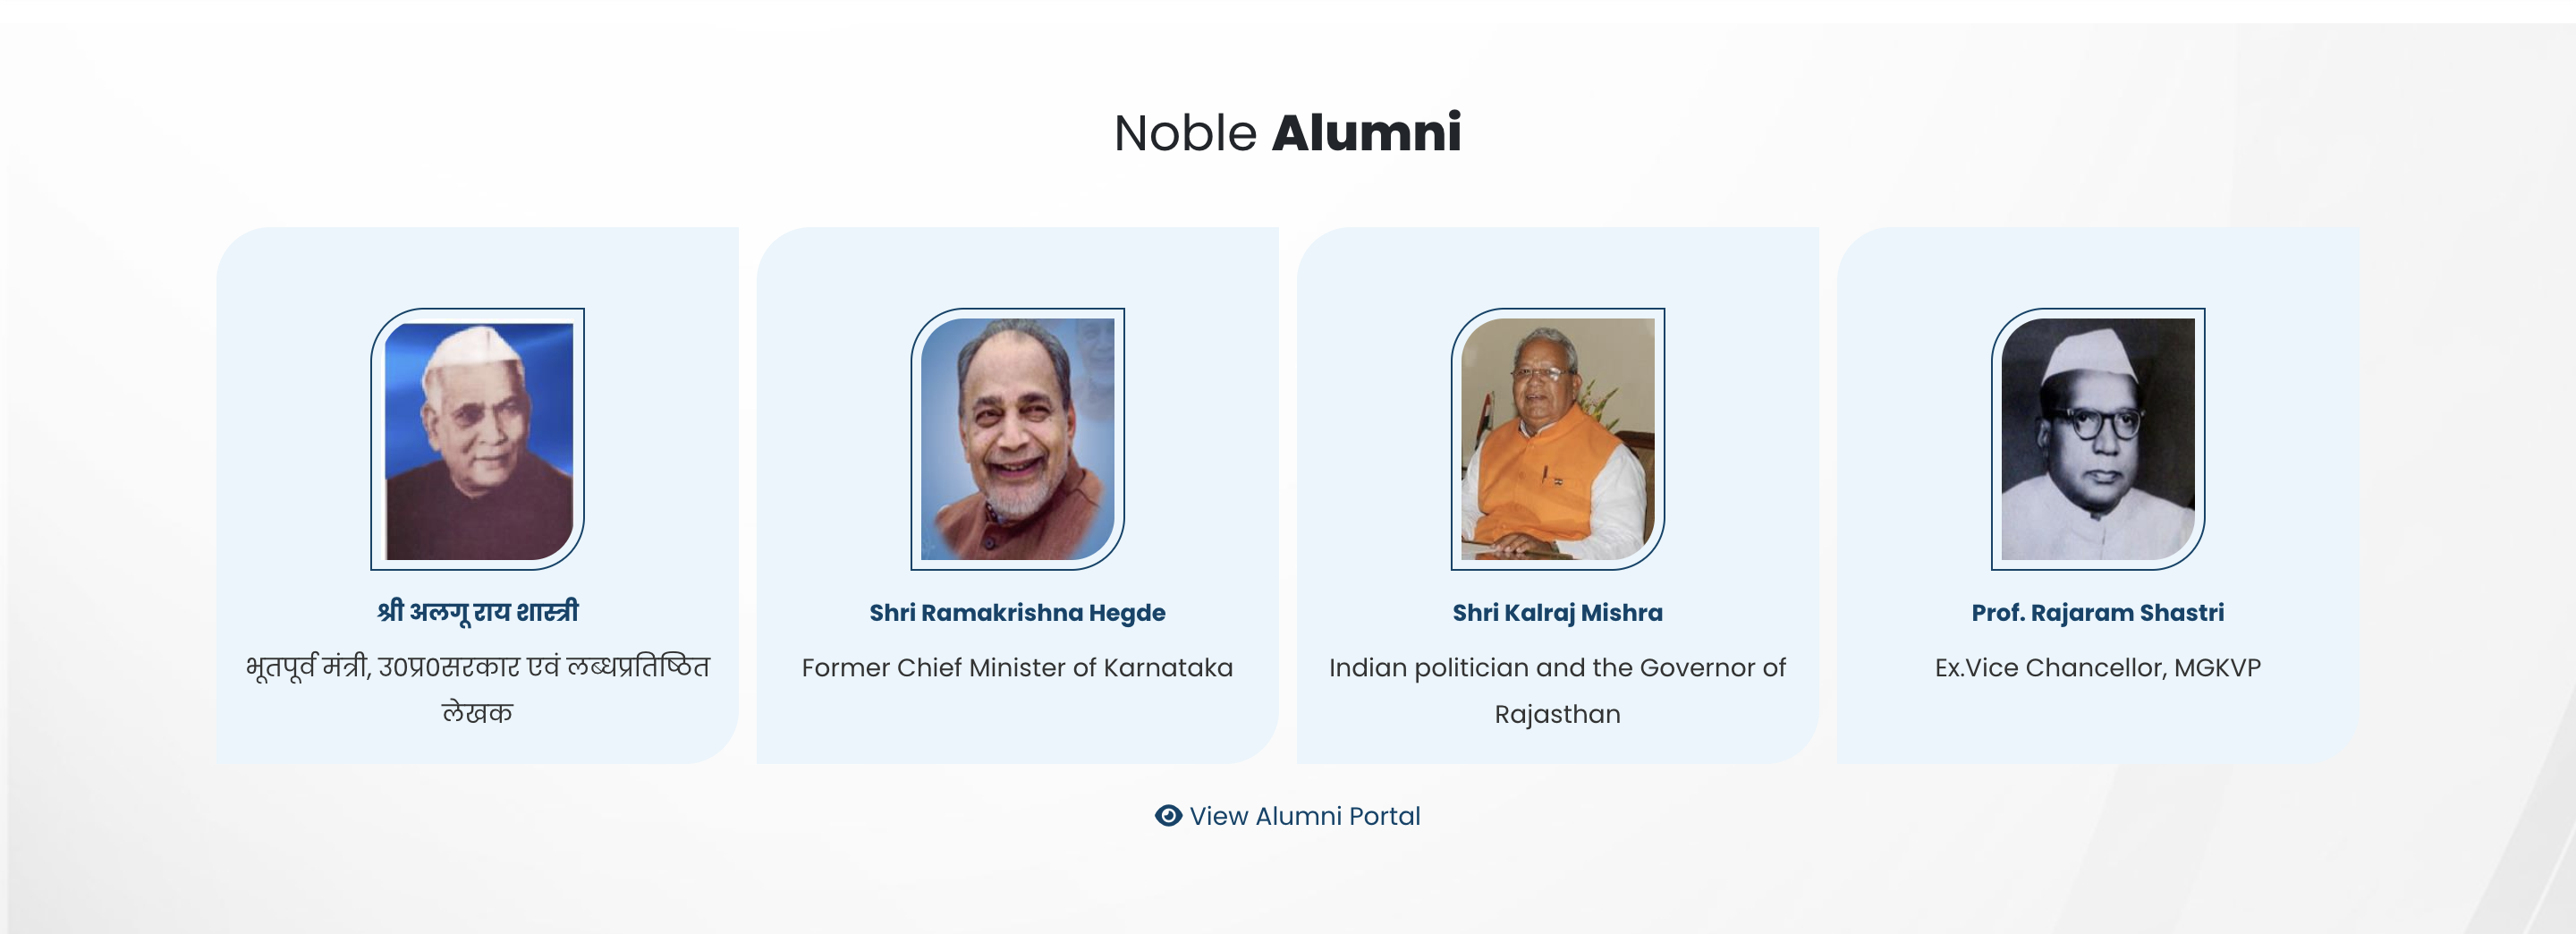 Noble Alumni
श्री अलगू राय शास्त्री
भूतपूर्व मंत्री, उ0प्र0सरकार एवं लब्धप्रतिष्ठित
लेखक
Shri Ramakrishna Hegde
Former Chief Minister of Karnataka
Shri Kalraj Mishra
Indian politician and the Governor of
Rajasthan
Prof. Rajaram Shastri
Ex.Vice Chancellor, MGKVP
View Alumni Portal